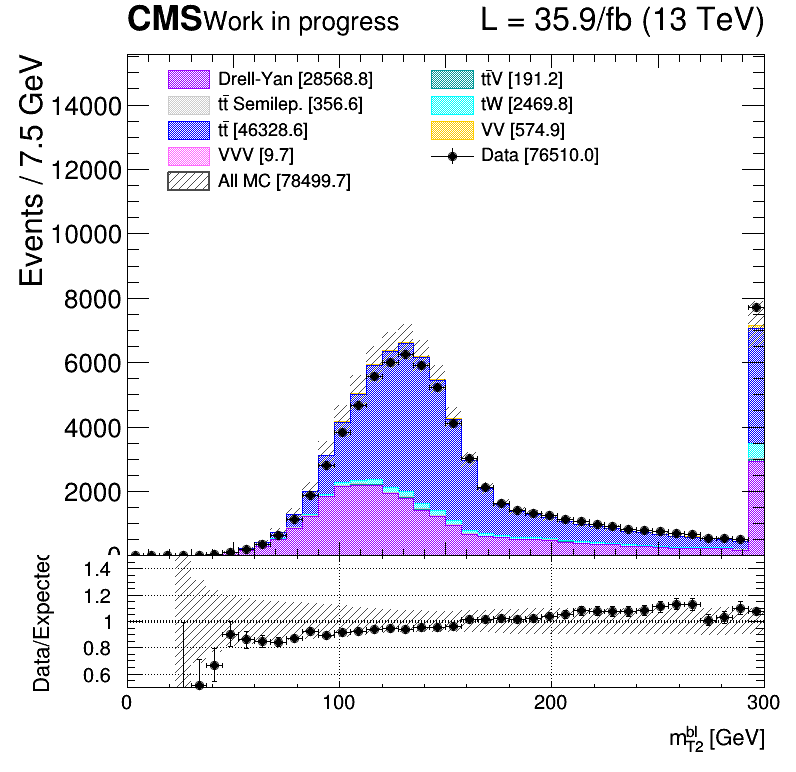 CMS Work in progress L = 35.9/fb (13 TeV)
Drell-Yan [28568.8] tt̄V [191.2]
tt̄ Semilep. [356.6] tW [2469.8]
tt̄ [46328.6] VV [574.9]
VVV [9.7] Data [76510.0]
All MC [78499.7]
Events / 7.5 GeV
14000
12000
10000
8000
6000
4000
2000
0
Data/Expected
1.4
1.2
1
0.8
0.6
0 100 200 300
m_{T2}^{bl} [GeV]